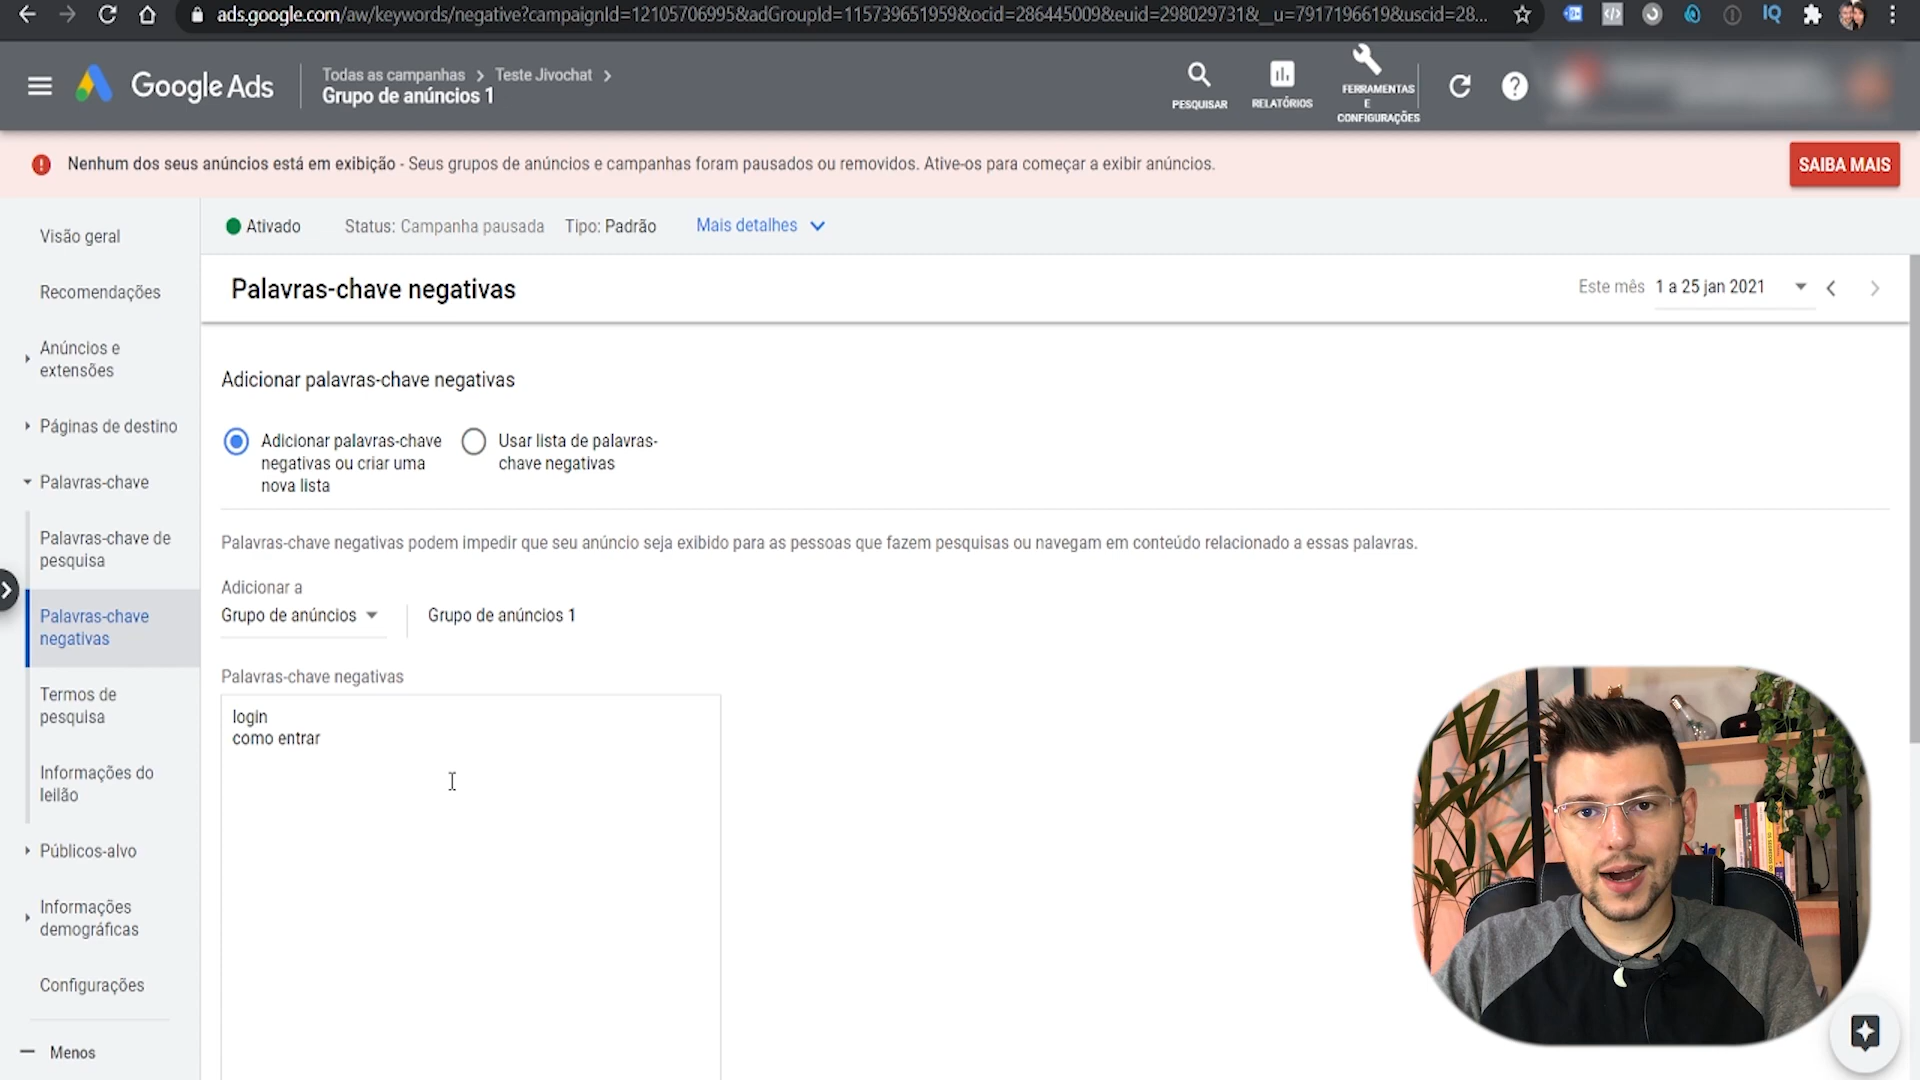 ads.google.com/aw/keywords/negative?campaignId=12105706995&adGroupId=115739651959&ocid=286445009&euid=298029731&__u=7917196619&uscid=28...
Google Ads
Todas as campanhas > Teste Jivochat >
Grupo de anúncios 1
PESQUISAR
RELATÓRIOS
FERRAMENTAS
E
CONFIGURAÇÕES
Nenhum dos seus anúncios está em exibição - Seus grupos de anúncios e campanhas foram pausados ou removidos. Ative-os para começar a exibir anúncios.
SAIBA MAIS
Ativado Status: Campanha pausada Tipo: Padrão Mais detalhes
Visão geral
Recomendações
Anúncios e
extensões
Páginas de destino
Palavras-chave
Palavras-chave de
pesquisa
Palavras-chave
negativas
Termos de
pesquisa
Informações do
leilão
Públicos-alvo
Informações
demográficas
Configurações
Menos
Palavras-chave negativas
Este mês 1 a 25 jan 2021
Adicionar palavras-chave negativas
Adicionar palavras-chave
negativas ou criar uma
nova lista
Usar lista de palavras-
chave negativas
Palavras-chave negativas podem impedir que seu anúncio seja exibido para as pessoas que fazem pesquisas ou navegam em conteúdo relacionado a essas palavras.
Adicionar a
Grupo de anúncios
Grupo de anúncios 1
Palavras-chave negativas
login
como entrar